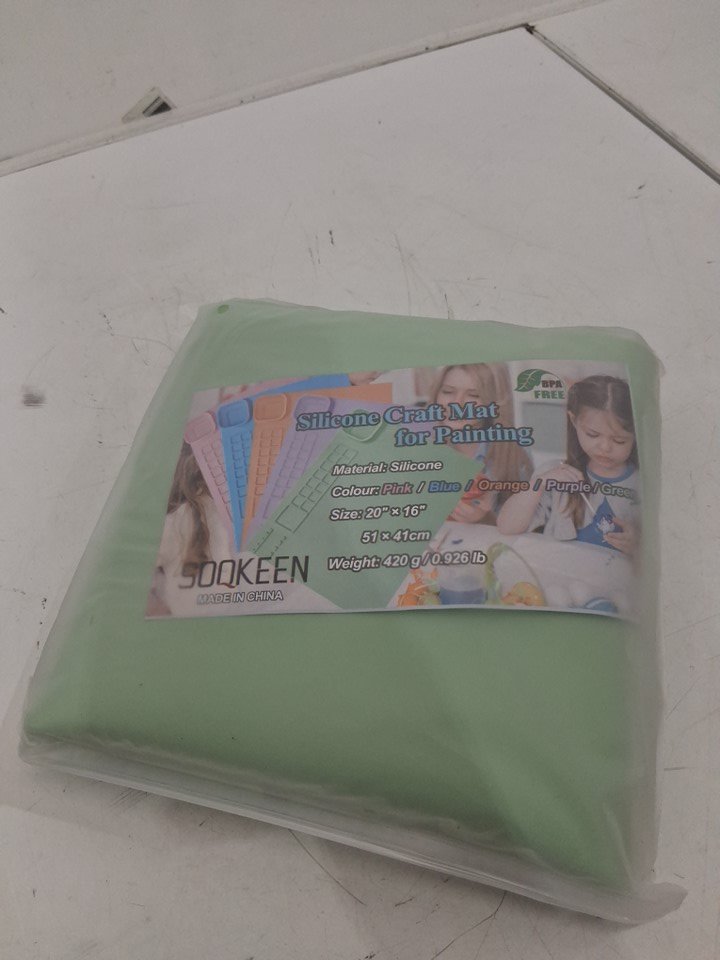 BPA
FREE
Silicone Craft Mat
for Painting
Material: Silicone
Colour: Pink / Blue / Orange / Purple / Green
Size: 20" × 16"
51 × 41cm
Weight: 420 g / 0.926 lb
SOQKEEN
MADE IN CHINA